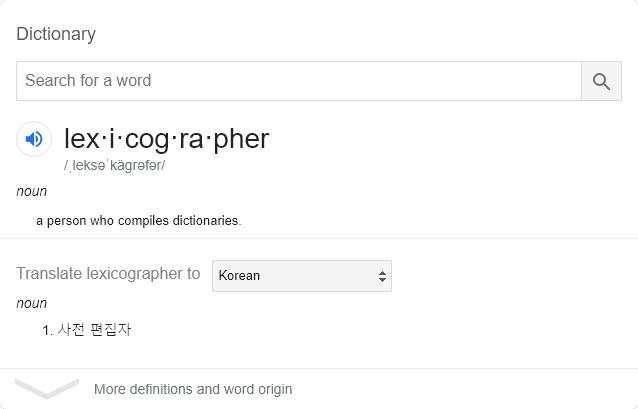 Dictionary
Search for a word
lex·i·cog·ra·pher
/ˌleksəˈkäɡrəfər/
noun
a person who compiles dictionaries.
Translate lexicographer to Korean
noun
1. 사전 편집자
More definitions and word origin